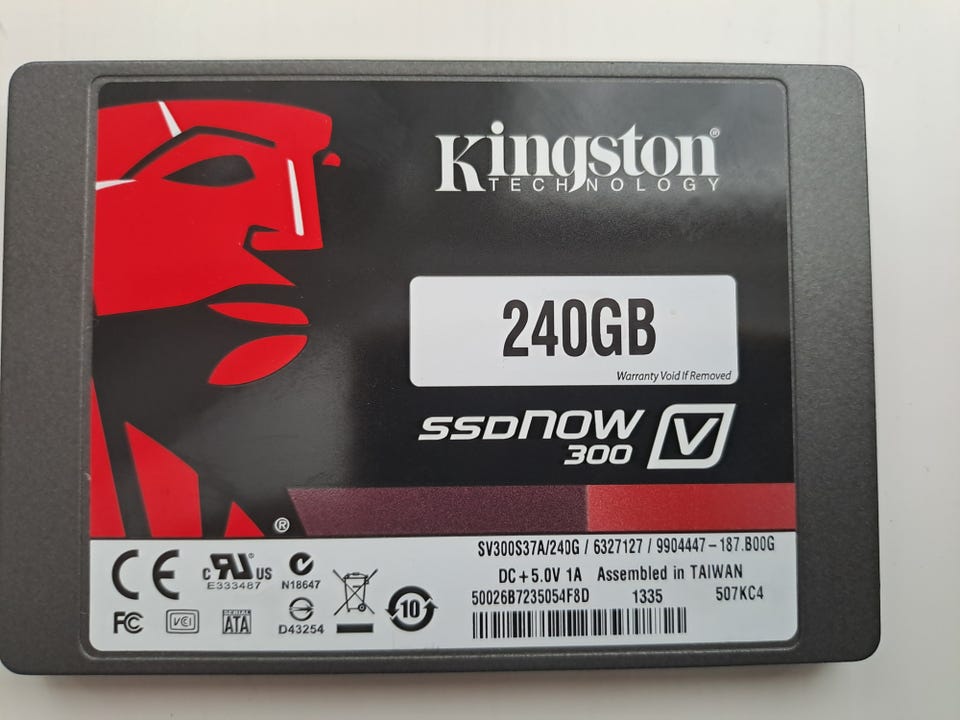 Kingston®
TECHNOLOGY
240GB
Warranty Void If Removed
SSDNOW
300 V
®
SV300S37A/240G / 6327127 / 9904447-187.B00G
DC+5.0V 1A Assembled in TAIWAN
50026B7235054F8D 1335 507KC4
CE c RU® US N18647
E333487
FC VCI SERIAL ATA D43254 10